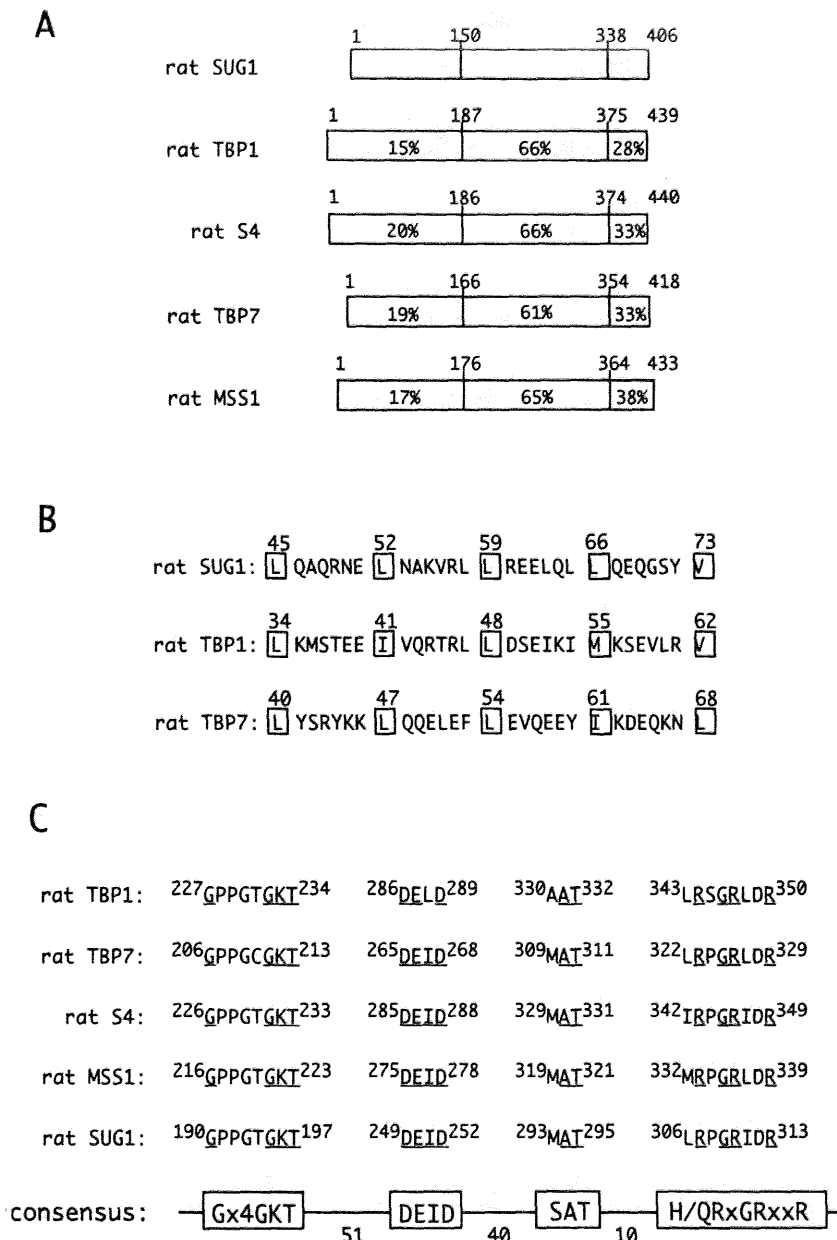 A
1 150 338 406
rat SUG1
1 187 375 439
rat TBP1 15% 66% 28%
1 186 374 440
rat S4 20% 66% 33%
1 166 354 418
rat TBP7 19% 61% 33%
1 176 364 433
rat MSS1 17% 65% 38%
B
45 52 59 66 73
rat SUG1: L QAQRNE L NAKVRL L REELQL L QEQGSY V
34 41 48 55 62
rat TBP1: L KMSTEE I VQRTRL L DSEIKI M KSEVLR V
40 47 54 61 68
rat TBP7: L YSRYKK L QQELEF L EVQEEY I KDEQKN L
C
rat TBP1: 227GPPGTGKT234 286DELD289 330AAT332 343LRSGRLDR350
rat TBP7: 206GPPGCGKT213 265DEID268 309MAT311 322LRPGRLDR329
rat S4: 226GPPGTGKT233 285DEID288 329MAT331 342IRPGRIDR349
rat MSS1: 216GPPGTGKT223 275DEID278 319MAT321 332MRPGRLDR339
rat SUG1: 190GPPGTGKT197 249DEID252 293MAT295 306LRPGRIDR313
consensus: Gx4GKT DEID SAT H/QRxGRxxR
51 40 10